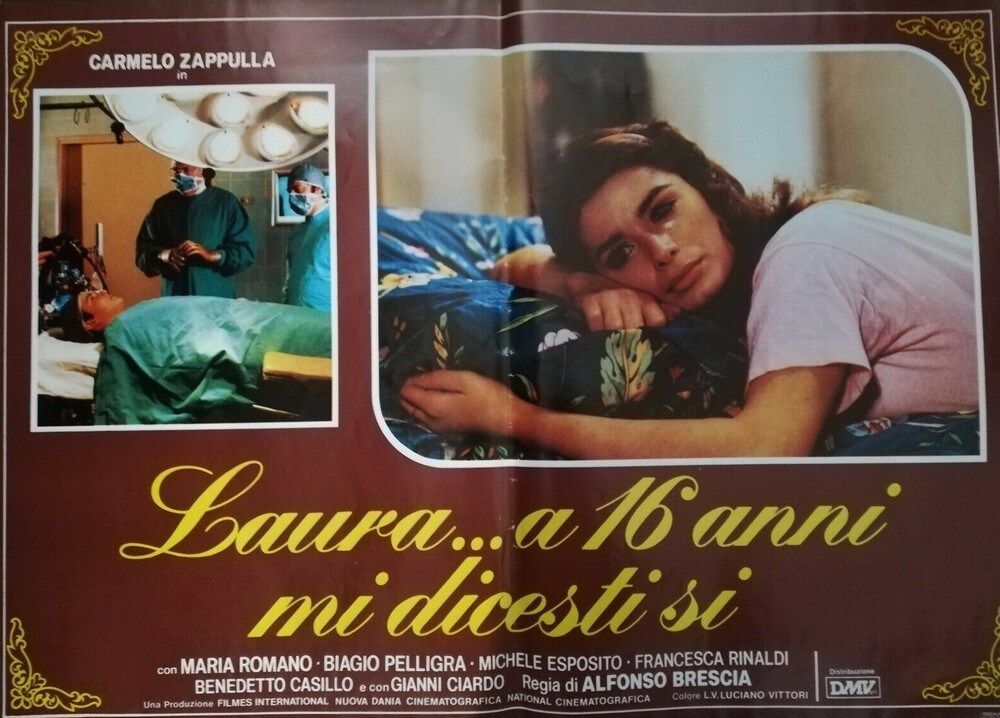 CARMELO ZAPPULLA
in
Laura... a 16 anni
mi dicesti si
con MARIA ROMANO · BIAGIO PELLIGRA · MICHELE ESPOSITO · FRANCESCA RINALDI
BENEDETTO CASILLO e con GIANNI CIARDO Regia di ALFONSO BRESCIA
Una Produzione FILMES INTERNATIONAL NUOVA DANIA CINEMATOGRAFICA NATIONAL CINEMATOGRAFICA Colore L.V. LUCIANO VITTORI
Distribuzione
DMV